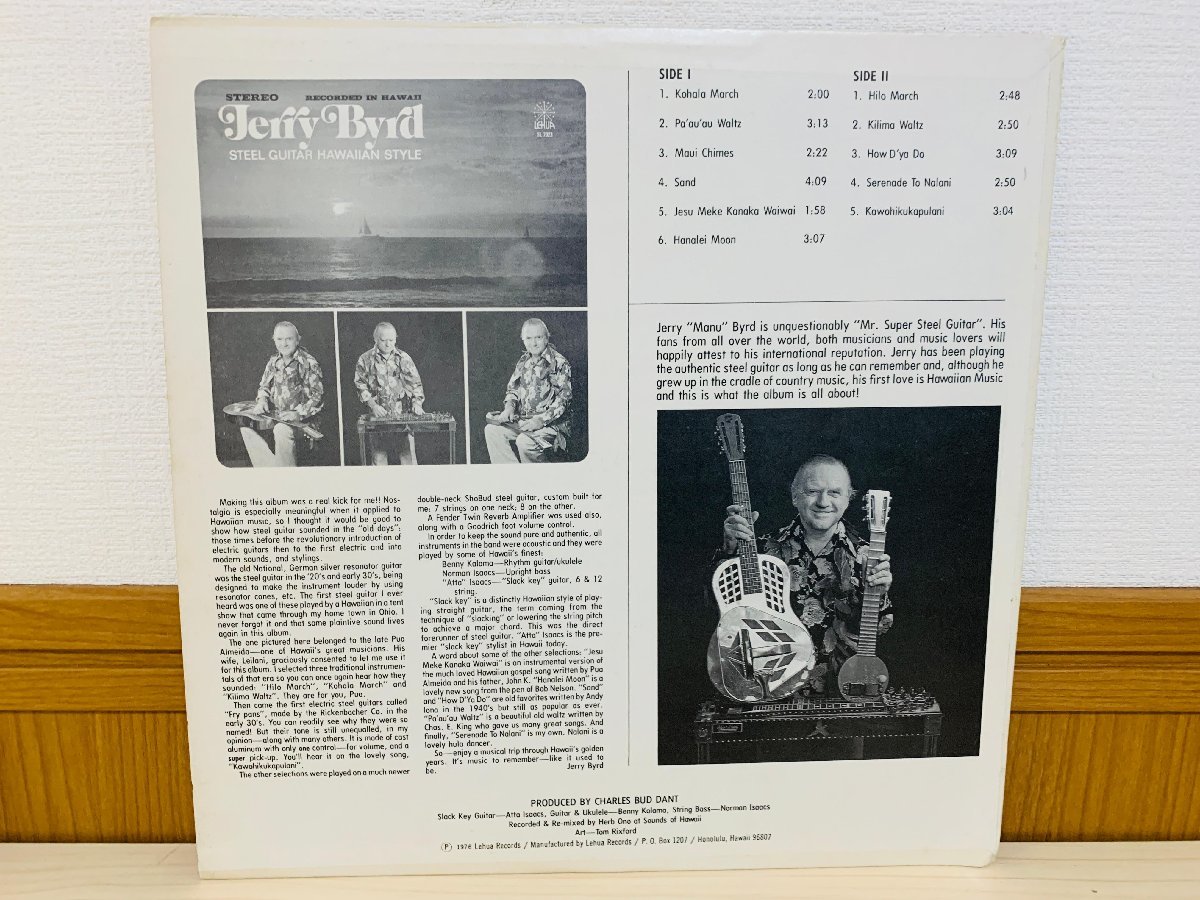 STEREO RECORDED IN HAWAII
Jerry Byrd
STEEL GUITAR HAWAIIAN STYLE
LEHUA
SL 7023
SIDE I
1. Kohala March 2:00
2. Pa'au'au Waltz 3:13
3. Maui Chimes 2:22
4. Sand 4:09
5. Jesu Meke Kanaka Waiwai 1:58
6. Hanalei Moon 3:07
SIDE II
1. Hilo March 2:48
2. Kilima Waltz 2:50
3. How D'ya Do 3:09
4. Serenade To Nalani 2:50
5. Kawohikukapulani 3:04
Jerry "Manu" Byrd is unquestionably "Mr. Super Steel Guitar". His
fans from all over the world, both musicians and music lovers will
happily attest to his international reputation. Jerry has been playing
the authentic steel guitar as long as he can remember and, although he
grew up in the cradle of country music, his first love is Hawaiian Music
and this is what the album is all about!
Making this album was a real kick for me!! Nos-
talgia is especially meaningful when it applied to
Hawaiian music, so I thought it would be good to
show how steel guitar sounded in the "old days":
those times before the revolutionary introduction of
electric guitars then to the first electric and into
modern sounds, and stylings.
The old National, German silver resonator guitar
was the steel guitar in the '20's and early 30's, being
designed to make the instrument louder by using
resonator cones, etc. The first steel guitar I ever
heard was one of these played by a Hawaiian in a tent
show that came through my home town in Ohio. I
never forgot it and that same plaintive sound lives
again in this album.
The one pictured here belonged to the late Pua
Almeida—one of Hawaii's great musicians. His
wife, Leilani, graciously consented to let me use it
for this album. I selected three traditional instrumen-
tals of that era so you can once again hear how they
sounded: "Hilo March", "Kohala March" and
"Kilima Waltz". They are for you, Pua.
Then came the first electric steel guitars called
"Fry pans", made by the Rickenbacher Co. in the
early 30's. You can readily see why they were so
named! But their tone is still unequalled, in my
opinion—along with many others. It is made of cast
aluminum with only one control—for volume, and a
super pick-up. You'll hear it on the lovely song,
"Kawohikukapulani".
The other selections were played on a much newer
double-neck ShoBud steel guitar, custom built for
me: 7 strings on one neck; 8 on the other.
A Fender Twin Reverb Amplifier was used also,
along with a Goodrich foot volume control.
In order to keep the sound pure and authentic, all
instruments in the band were acoustic and they were
played by some of Hawaii's finest:
Benny Kalama—Rhythm guitar/ukulele
Norman Isaacs—Upright bass
"Atta" Isaacs—"Slack key" guitar, 6 & 12
string.
"Slack key" is a distinctly Hawaiian style of play-
ing straight guitar, the term coming from the
technique of "slacking" or lowering the string pitch
to achieve a major chord. This was the direct
forerunner of steel guitar. "Atta" Isaacs is the pre-
mier "slack key" stylist in Hawaii today.
A word about some of the other selections: "Jesu
Meke Kanaka Waiwai" is an instrumental version of
the much loved Hawaiian gospel song written by Pua
Almeida and his father, John K. "Hanalei Moon" is a
lovely new song from the pen of Bob Nelson. "Sand"
and "How D'Ya Do" are old favorites written by Andy
Iona in the 1940's but still as popular as ever.
"Pa'au'au Waltz" is a beautiful old waltz written by
Chas. E. King who gave us many great songs. And
finally, "Serenade To Nalani" is my own. Nalani is a
lovely hula dancer.
So—enjoy a musical trip through Hawaii's golden
years. It's music to remember—like it used to
be. Jerry Byrd
PRODUCED BY CHARLES BUD DANT
Slack Key Guitar—Atta Isaacs, Guitar & Ukulele—Benny Kalama, String Bass—Norman Isaacs
Recorded & Re-mixed by Herb Ono at Sounds of Hawaii
Art—Tom Rixford
Ⓟ 1976 Lehua Records / Manufactured by Lehua Records / P. O. Box 1207 / Honolulu, Hawaii 96807